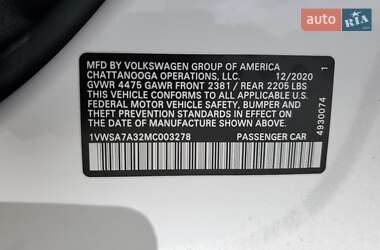 auto RIA
MFD BY VOLKSWAGEN GROUP OF AMERICA
CHATTANOOGA OPERATIONS, LLC. 12/2020
GVWR 4475 GAWR FRONT 2381 / REAR 2205 LBS
THIS VEHICLE CONFORMS TO ALL APPLICABLE U.S.
FEDERAL MOTOR VEHICLE SAFETY, BUMPER AND
THEFT PREVENTION STANDARDS IN EFFECT ON THE
DATE OF MANUFACTURE SHOWN ABOVE.
1VWSA7A32MC003278 PASSENGER CAR
4930074 1